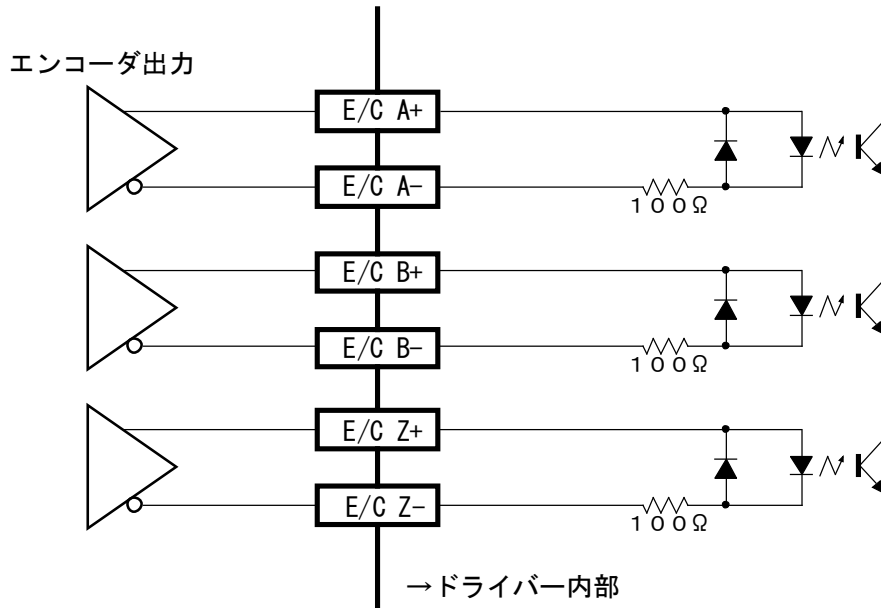 エンコーダ出力
E/C A+
E/C A-
１００Ω
E/C B+
E/C B-
１００Ω
E/C Z+
E/C Z-
１００Ω
→ドライバー内部